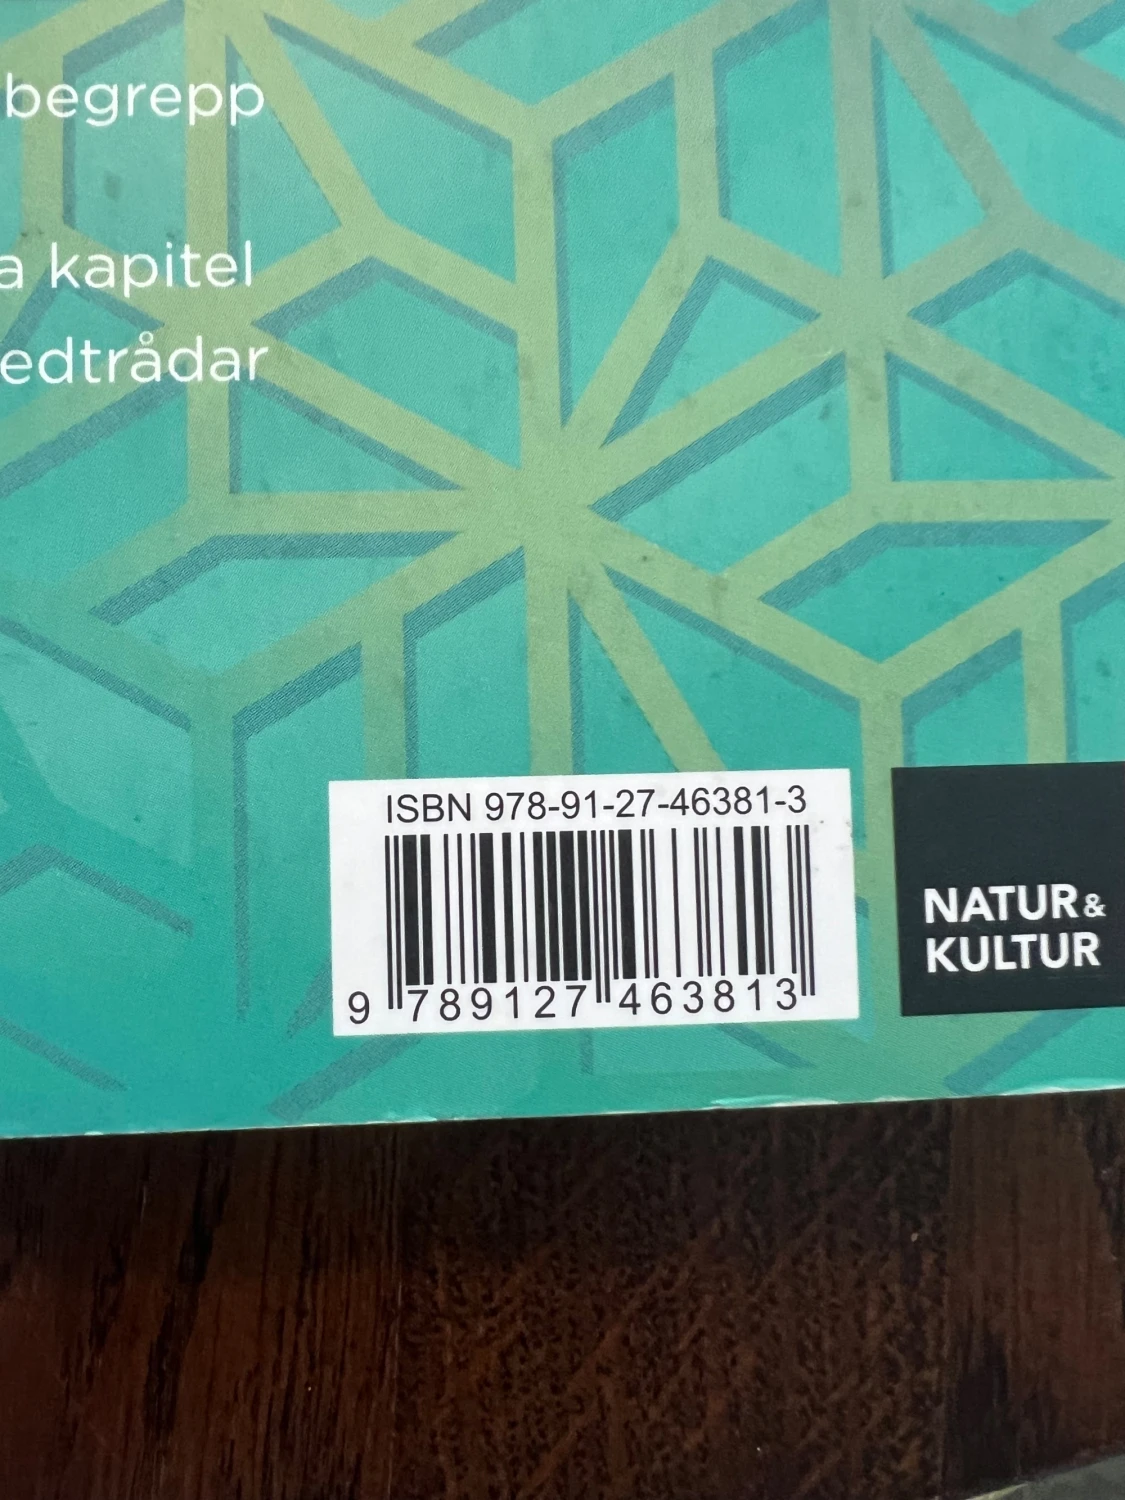 begrepp
a kapitel
edtrådar
ISBN 978-91-27-46381-3
9 789127 463813
NATUR &
KULTUR